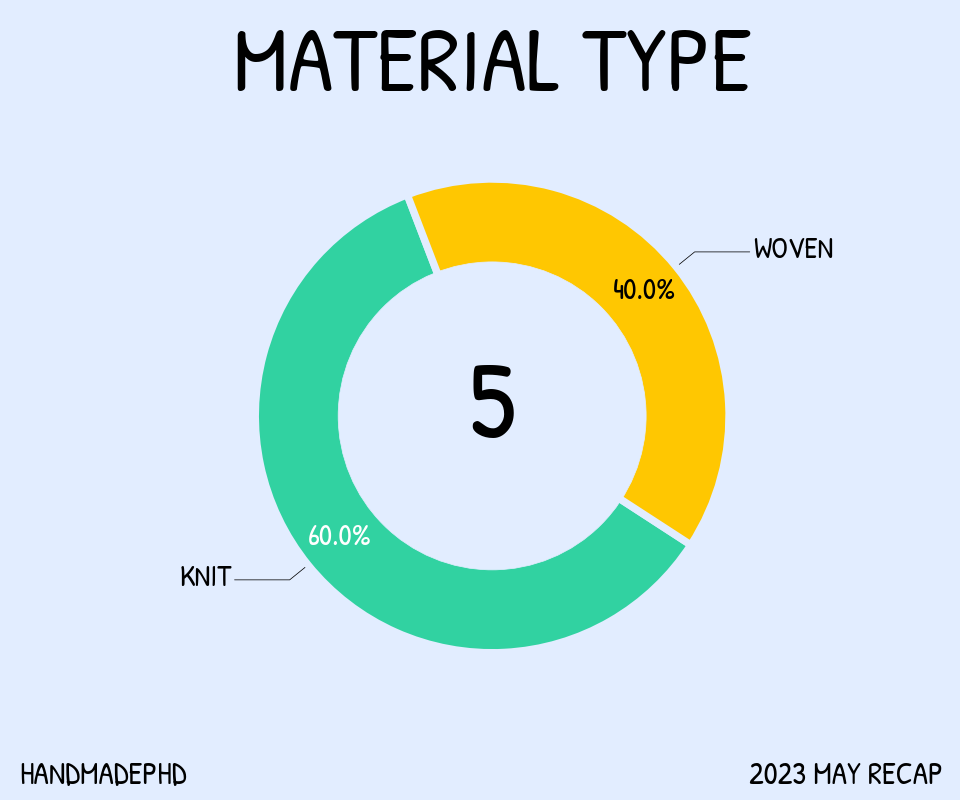 MATERIAL TYPE
WOVEN
40.0%
5
60.0%
KNIT
HANDMADEPHD
2023 MAY RECAP